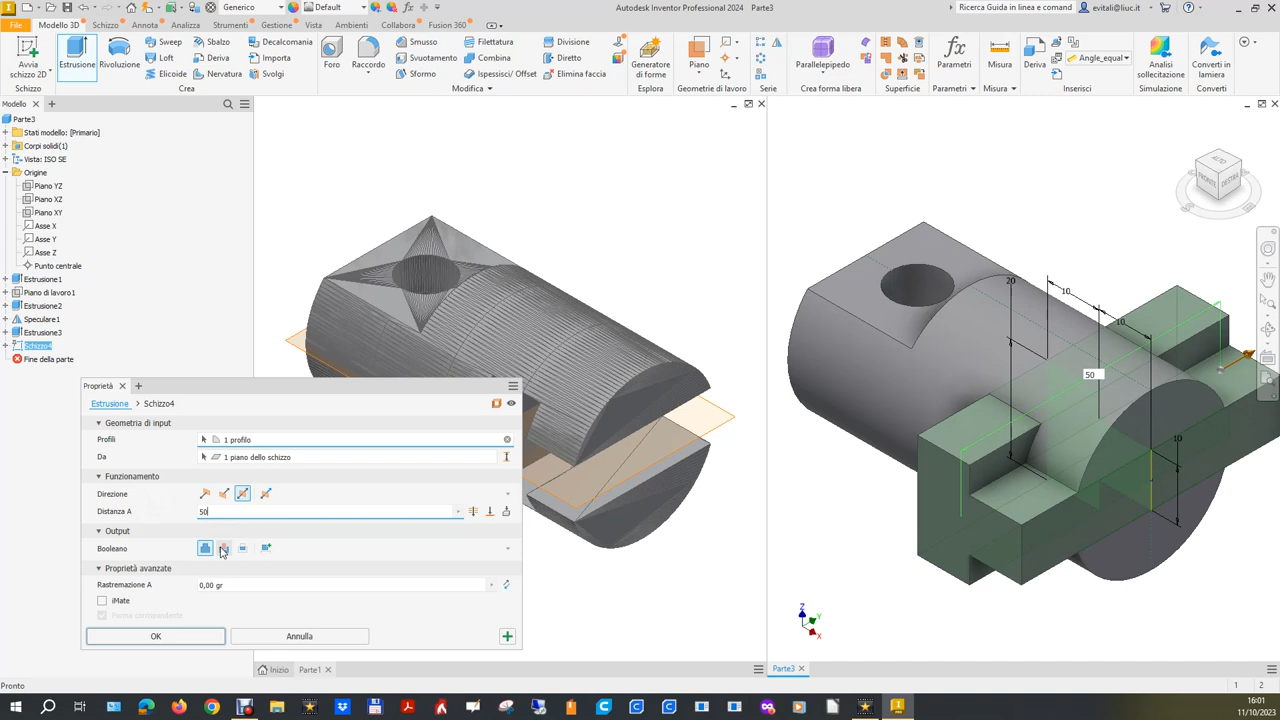 Generico
Default
Autodesk Inventor Professional 2024 Parte3
Ricerca Guida in linea e comandi
evitali@liuc.it
File Modello 3D Schizzo Annota Analizza Strumenti Gestione Vista Ambienti Collabora Fusion 360
Avvia schizzo 2D
Estrusione
Rivoluzione
Sweep
Loft
Elicoide
Sbalzo
Deriva
Nervatura
Decalcomania
Importa
Svolgi
Foro
Raccordo
Smusso
Svuotamento
Sformo
Filettatura
Combina
Ispessisci/ Offset
Divisione
Diretto
Elimina faccia
Generatore di forme
Piano
Parallelepipedo
Parametri
Misura
Deriva
Angle_equal
Analisi sollecitazione
Converti in lamiera
Schizzo Crea Modifica Esplora Geometria di lavoro Serie Crea forma libera Superficie Parametri Misura Inserisci Simulazione Converti
Modello
Parte3
Stati modello: [Primario]
Corpi solidi(1)
Vista: ISO SE
Origine
Piano YZ
Piano XZ
Piano XY
Asse X
Asse Y
Asse Z
Punto centrale
Estrusione1
Piano di lavoro1
Estrusione2
Speculare1
Estrusione3
Schizzo4
Fine della parte
Proprietà
Estrusione > Schizzo4
Geometria di input
Profili 1 profilo
Da 1 piano dello schizzo
Funzionamento
Direzione
Distanza A 50
Output
Booleano
Proprietà avanzate
Rastremazione A 0,00 gr
iMate
OK Annulla
AUTO
FRONTE
DESTRA
20
10
10
50
10
Z
Y
X
Inizio Parte1
Parte3
Pronto
1 2
16:01
11/10/2023